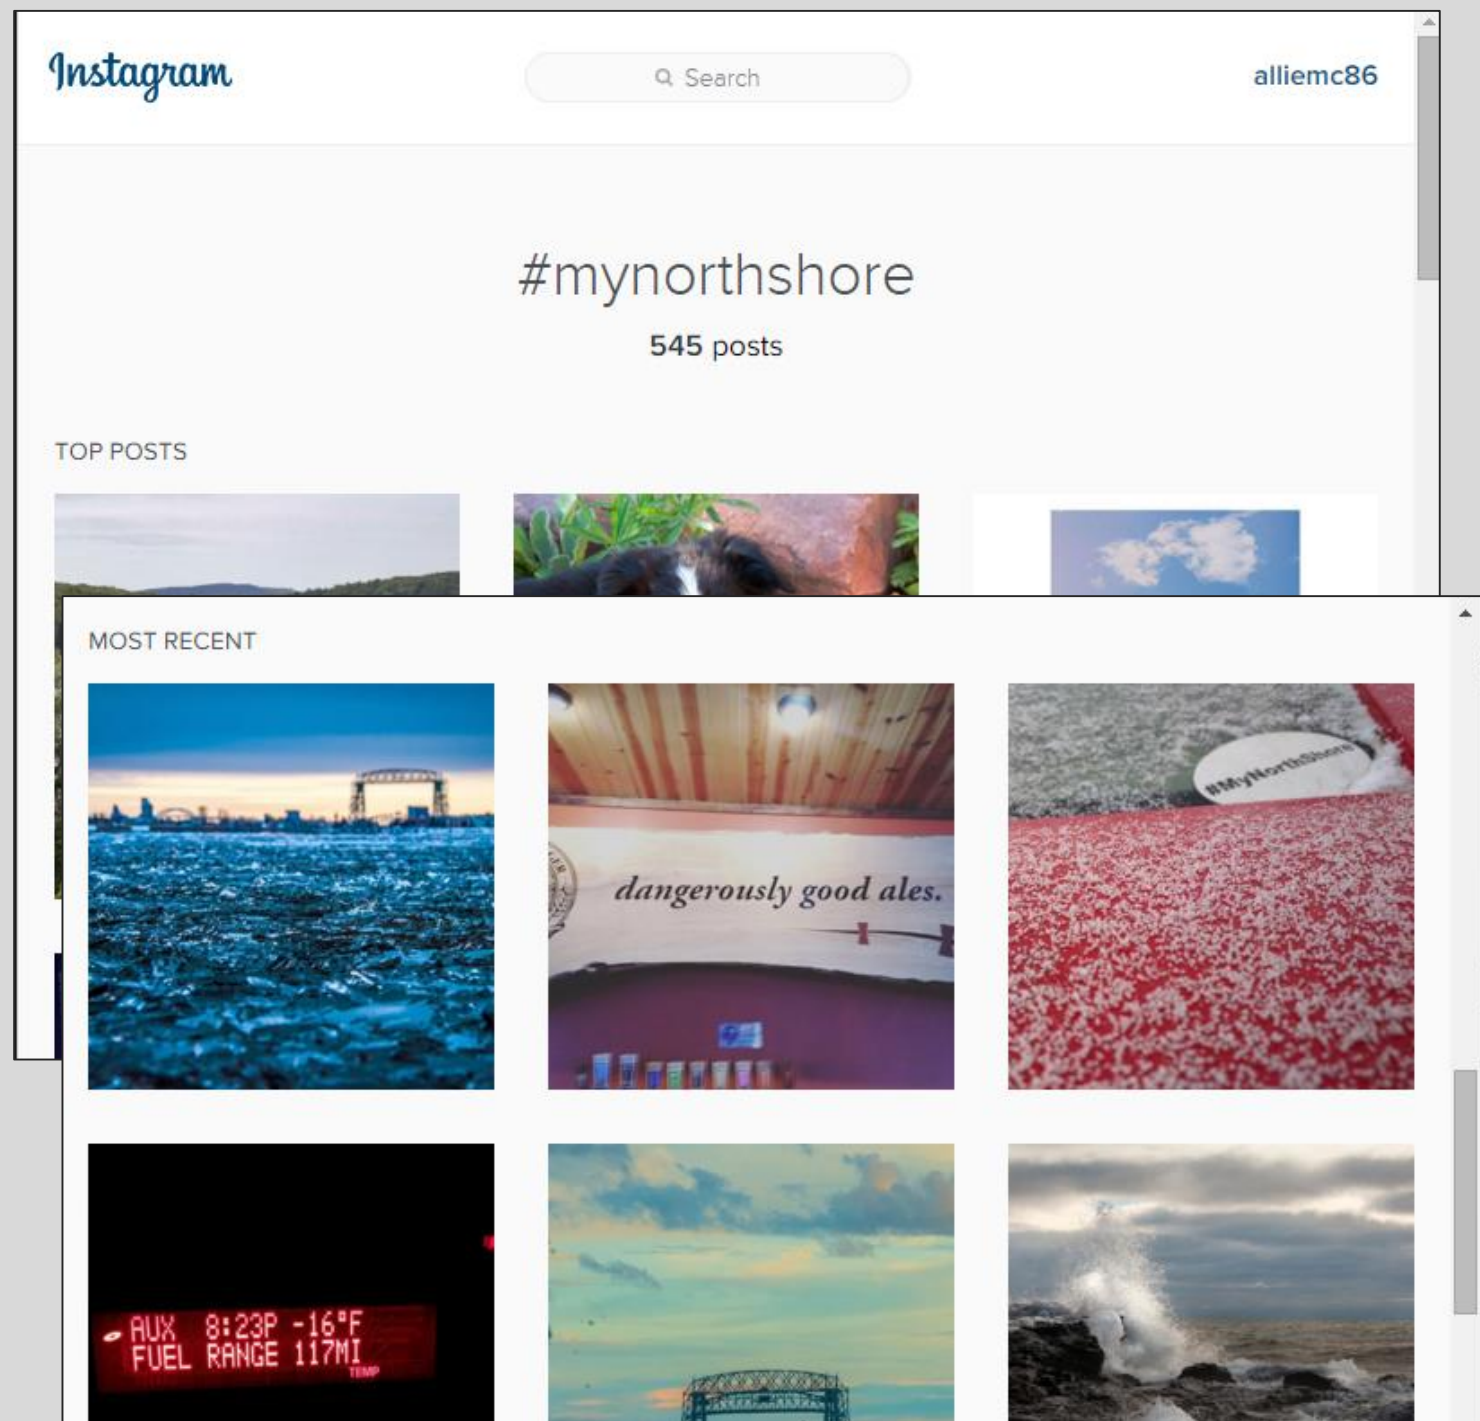 Instagram
Search
alliemc86
#mynorthshore
545 posts
TOP POSTS
MOST RECENT
dangerously good ales.
#MyNorthShore
AUX 8:23P -16°F
FUEL RANGE 117MI
TEMP